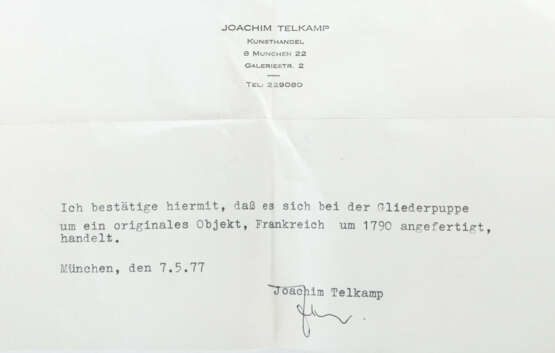 JOACHIM TELKAMP
KUNSTHANDEL
8 MÜNCHEN 22
GALERIESTR. 2
TEL: 229080
Ich bestätige hiermit, daß es sich bei der Gliederpuppe
um ein originales Objekt, Frankreich um 1790 angefertigt,
handelt.
München, den 7.5.77
Joachim Telkamp